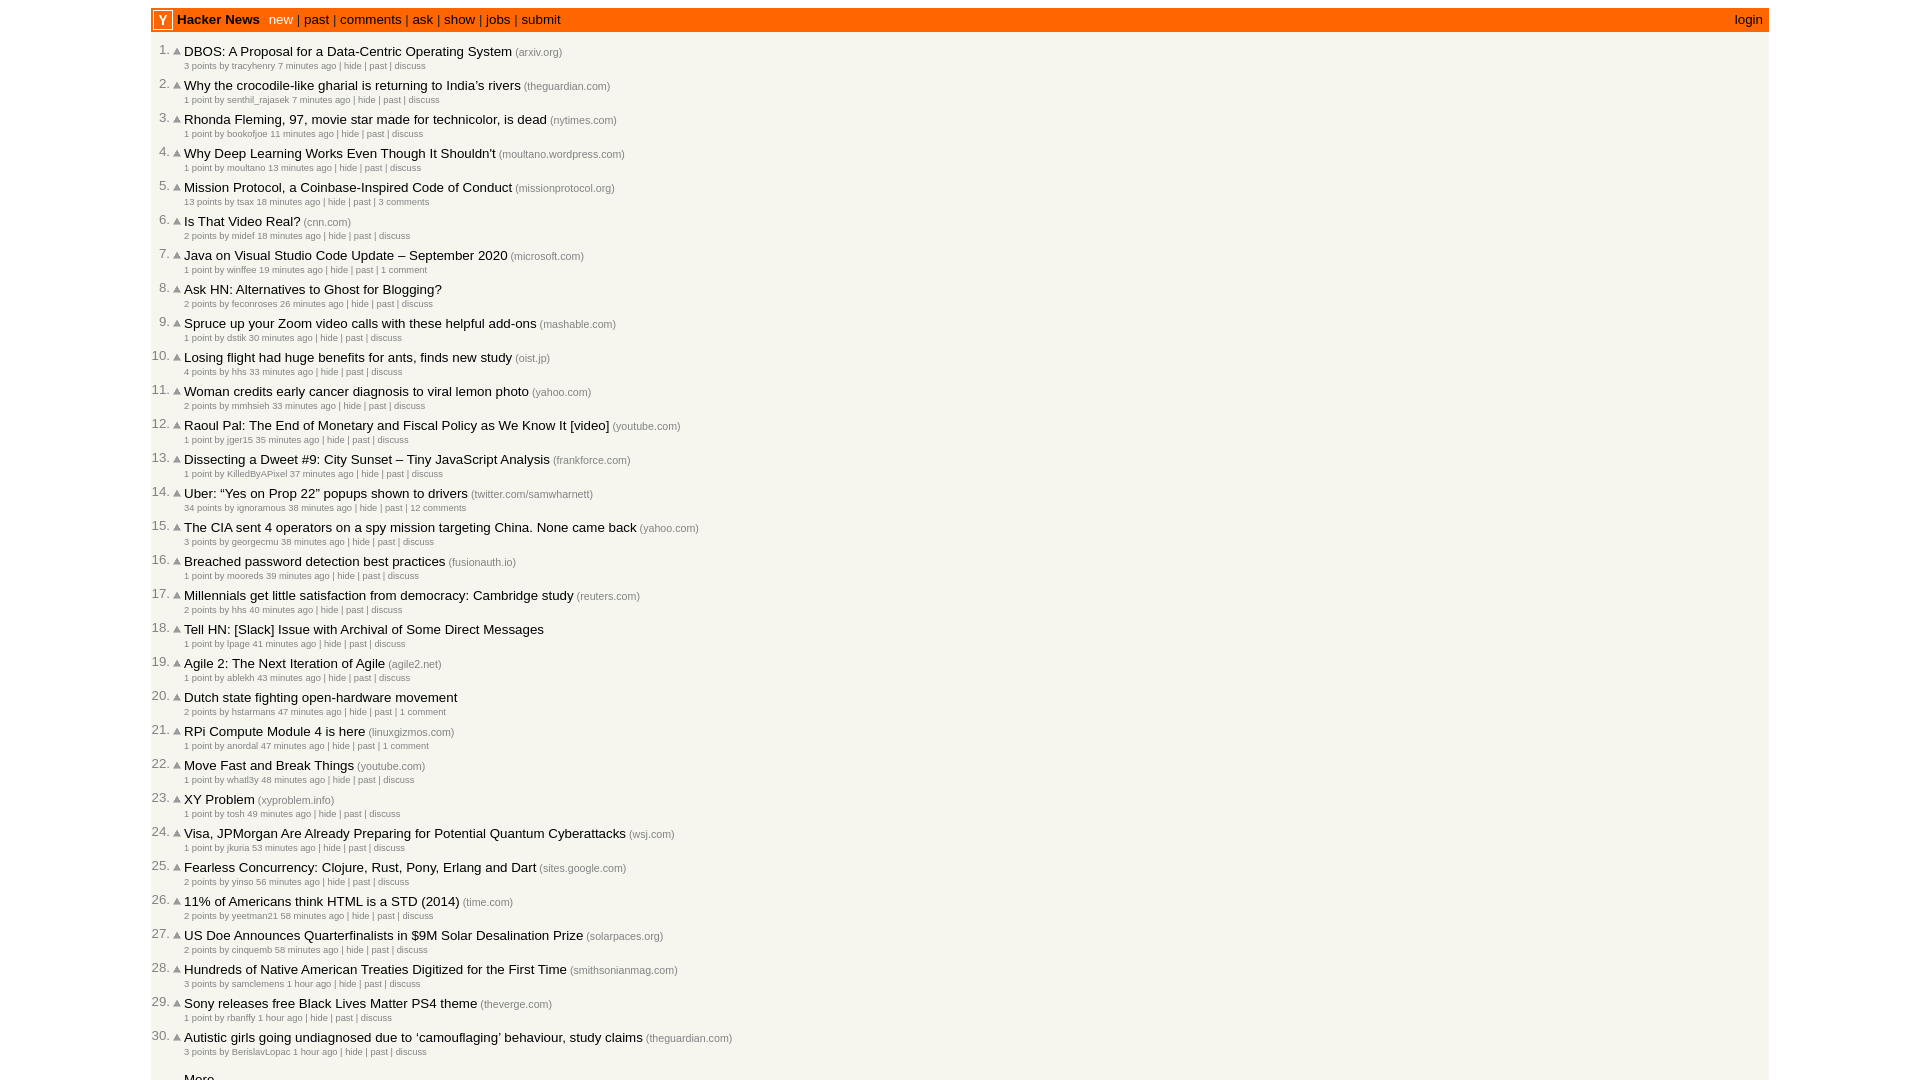 Y Hacker News new | past | comments | ask | show | jobs | submit login
1. DBOS: A Proposal for a Data-Centric Operating System (arxiv.org)
3 points by tracyhenry 7 minutes ago | hide | past | discuss
2. Why the crocodile-like gharial is returning to India's rivers (theguardian.com)
1 point by senthil_rajasek 7 minutes ago | hide | past | discuss
3. Rhonda Fleming, 97, movie star made for technicolor, is dead (nytimes.com)
1 point by bookofjoe 11 minutes ago | hide | past | discuss
4. Why Deep Learning Works Even Though It Shouldn't (moultano.wordpress.com)
1 point by moultano 13 minutes ago | hide | past | discuss
5. Mission Protocol, a Coinbase-Inspired Code of Conduct (missionprotocol.org)
13 points by tsax 18 minutes ago | hide | past | 3 comments
6. Is That Video Real? (cnn.com)
2 points by midef 18 minutes ago | hide | past | discuss
7. Java on Visual Studio Code Update – September 2020 (microsoft.com)
1 point by winffee 19 minutes ago | hide | past | 1 comment
8. Ask HN: Alternatives to Ghost for Blogging?
2 points by feconroses 26 minutes ago | hide | past | discuss
9. Spruce up your Zoom video calls with these helpful add-ons (mashable.com)
1 point by dstik 30 minutes ago | hide | past | discuss
10. Losing flight had huge benefits for ants, finds new study (oist.jp)
4 points by hhs 33 minutes ago | hide | past | discuss
11. Woman credits early cancer diagnosis to viral lemon photo (yahoo.com)
2 points by mmhsieh 33 minutes ago | hide | past | discuss
12. Raoul Pal: The End of Monetary and Fiscal Policy as We Know It [video] (youtube.com)
1 point by jger15 35 minutes ago | hide | past | discuss
13. Dissecting a Dweet #9: City Sunset – Tiny JavaScript Analysis (frankforce.com)
1 point by KilledByAPixel 37 minutes ago | hide | past | discuss
14. Uber: “Yes on Prop 22” popups shown to drivers (twitter.com/samwharnett)
34 points by ignoramous 38 minutes ago | hide | past | 12 comments
15. The CIA sent 4 operators on a spy mission targeting China. None came back (yahoo.com)
3 points by georgecmu 38 minutes ago | hide | past | discuss
16. Breached password detection best practices (fusionauth.io)
1 point by mooreds 39 minutes ago | hide | past | discuss
17. Millennials get little satisfaction from democracy: Cambridge study (reuters.com)
2 points by hhs 40 minutes ago | hide | past | discuss
18. Tell HN: [Slack] Issue with Archival of Some Direct Messages
1 point by lpage 41 minutes ago | hide | past | discuss
19. Agile 2: The Next Iteration of Agile (agile2.net)
1 point by ablekh 43 minutes ago | hide | past | discuss
20. Dutch state fighting open-hardware movement
2 points by hstarmans 47 minutes ago | hide | past | 1 comment
21. RPi Compute Module 4 is here (linuxgizmos.com)
1 point by anordal 47 minutes ago | hide | past | 1 comment
22. Move Fast and Break Things (youtube.com)
1 point by whatl3y 48 minutes ago | hide | past | discuss
23. XY Problem (xyproblem.info)
1 point by tosh 49 minutes ago | hide | past | discuss
24. Visa, JPMorgan Are Already Preparing for Potential Quantum Cyberattacks (wsj.com)
1 point by jkuria 53 minutes ago | hide | past | discuss
25. Fearless Concurrency: Clojure, Rust, Pony, Erlang and Dart (sites.google.com)
2 points by yinso 56 minutes ago | hide | past | discuss
26. 11% of Americans think HTML is a STD (2014) (time.com)
2 points by yeetman21 58 minutes ago | hide | past | discuss
27. US Doe Announces Quarterfinalists in $9M Solar Desalination Prize (solarpaces.org)
2 points by cinquemb 58 minutes ago | hide | past | discuss
28. Hundreds of Native American Treaties Digitized for the First Time (smithsonianmag.com)
3 points by samclemens 1 hour ago | hide | past | discuss
29. Sony releases free Black Lives Matter PS4 theme (theverge.com)
1 point by rbanffy 1 hour ago | hide | past | discuss
30. Autistic girls going undiagnosed due to ‘camouflaging’ behaviour, study claims (theguardian.com)
3 points by BerislavLopac 1 hour ago | hide | past | discuss
More